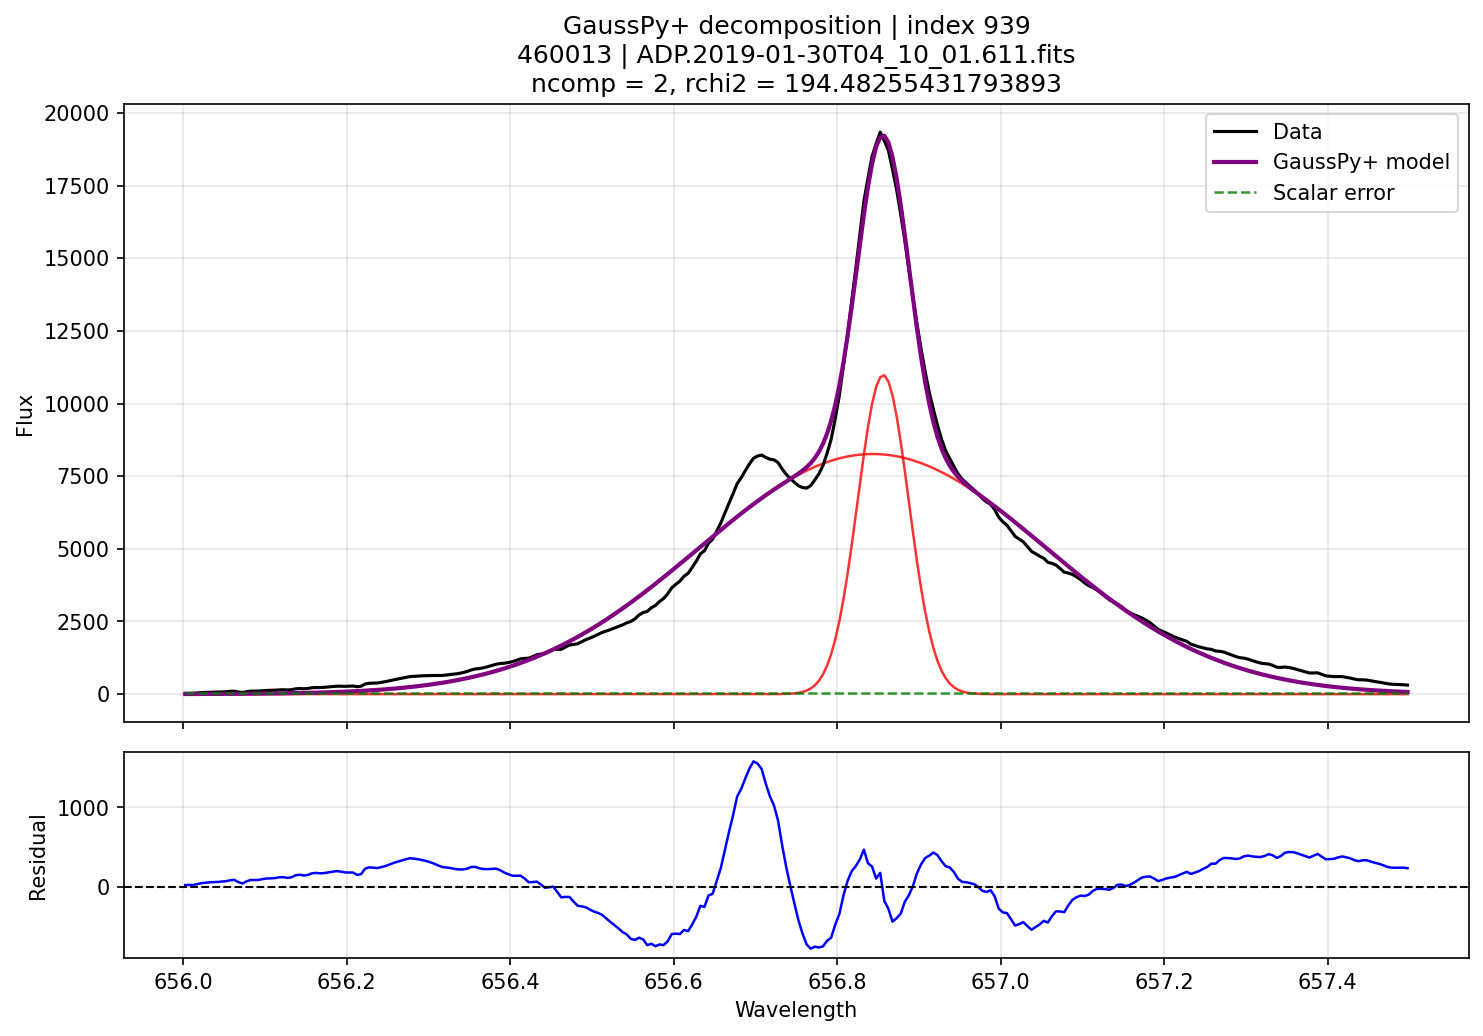 GaussPy+ decomposition | index 939
460013 | ADP.2019-01-30T04_10_01.611.fits
ncomp = 2, rchi2 = 194.48255431793893
20000
17500
15000
12500
10000
7500
5000
2500
0
Flux
Data
GaussPy+ model
Scalar error
1000
0
Residual
656.0 656.2 656.4 656.6 656.8 657.0 657.2 657.4
Wavelength